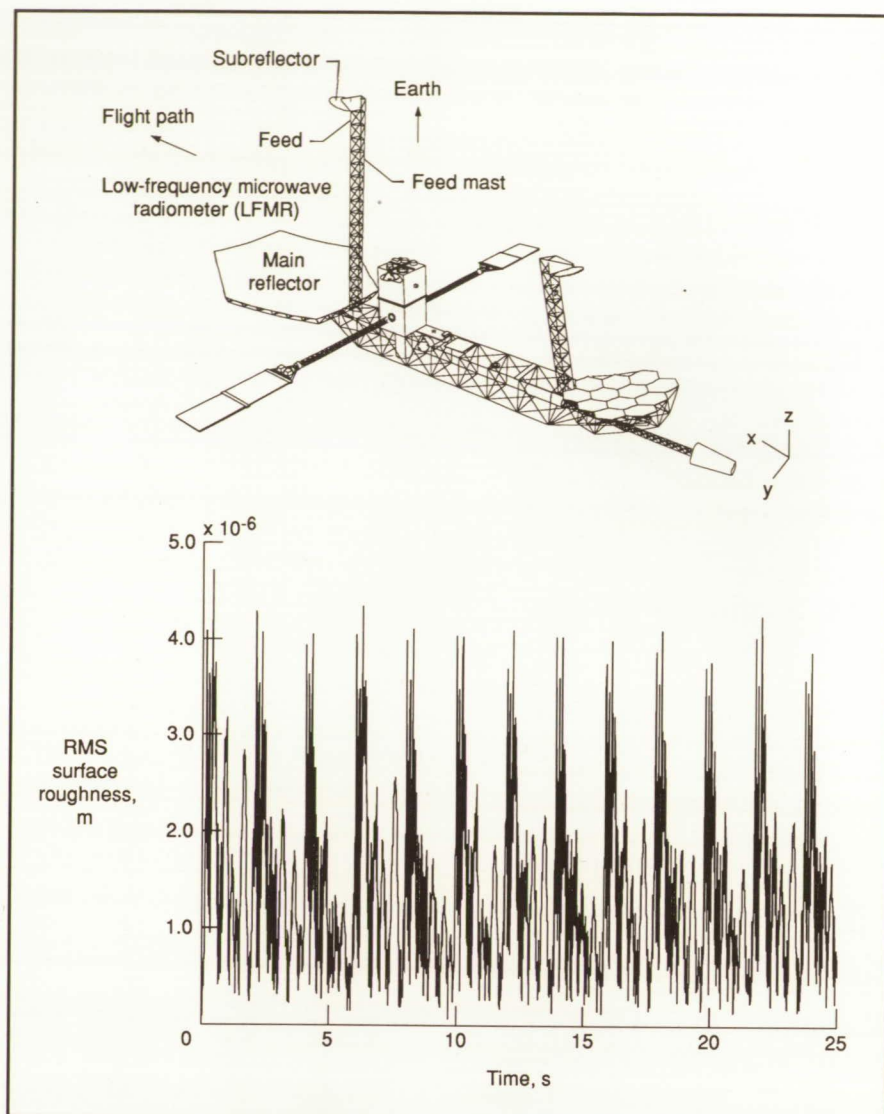 Subreflector
Earth
Flight path
Feed
Feed mast
Low-frequency microwave
radiometer (LFMR)
Main
reflector
x
z
y
x 10-6
5.0
4.0
3.0
2.0
1.0
0
RMS
surface
roughness,
m
0
5
10
15
20
25
Time, s